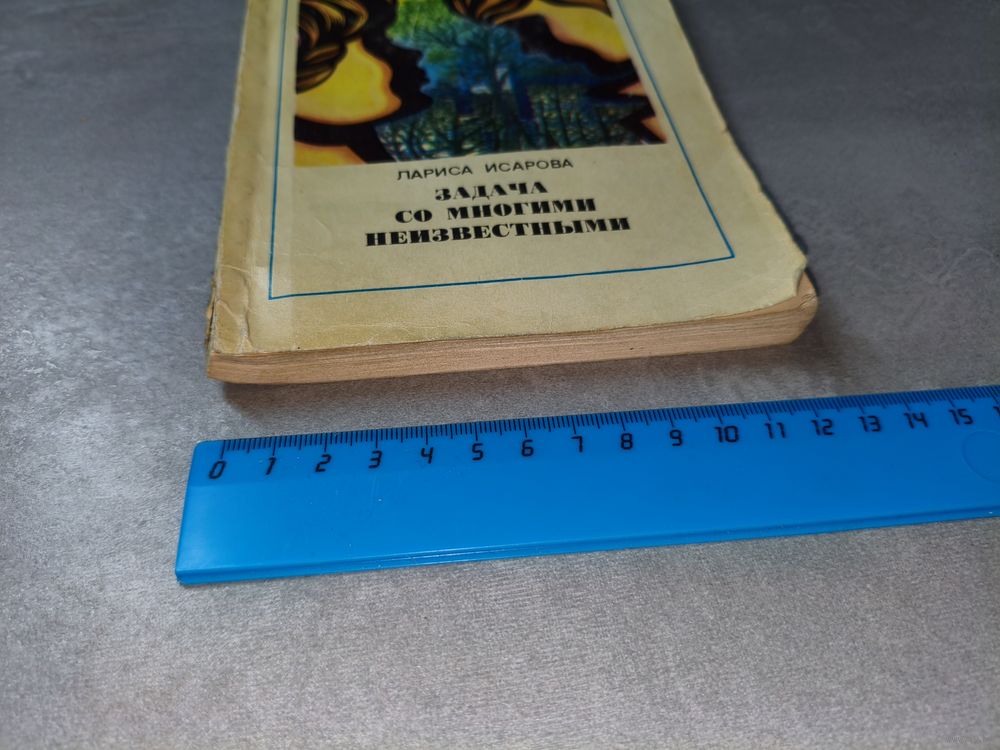 ЛАРИСА ИСАРОВА
ЗАДАЧА
СО МНОГИМИ
НЕИЗВЕСТНЫМИ
0 1 2 3 4 5 6 7 8 9 10 11 12 13 14 15